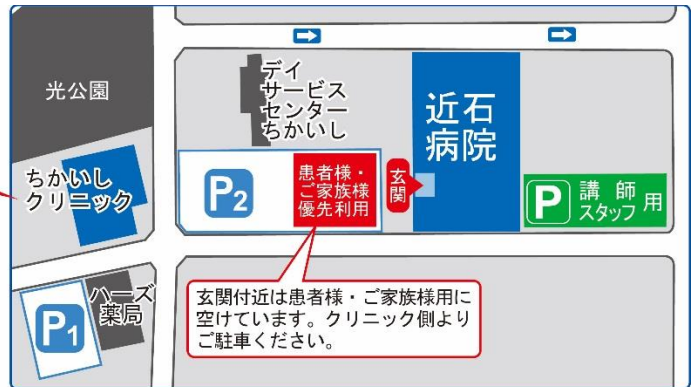 光公園
デイ
サービス
センター
ちかいし
近石
病院
ちかいし
クリニック
P2
患者様・
ご家族様
優先利用
玄関
P
講師
スタッフ
用
ハーズ
薬局
P1
玄関付近は患者様・ご家族様用に
空けています。クリニック側より
ご駐車ください。